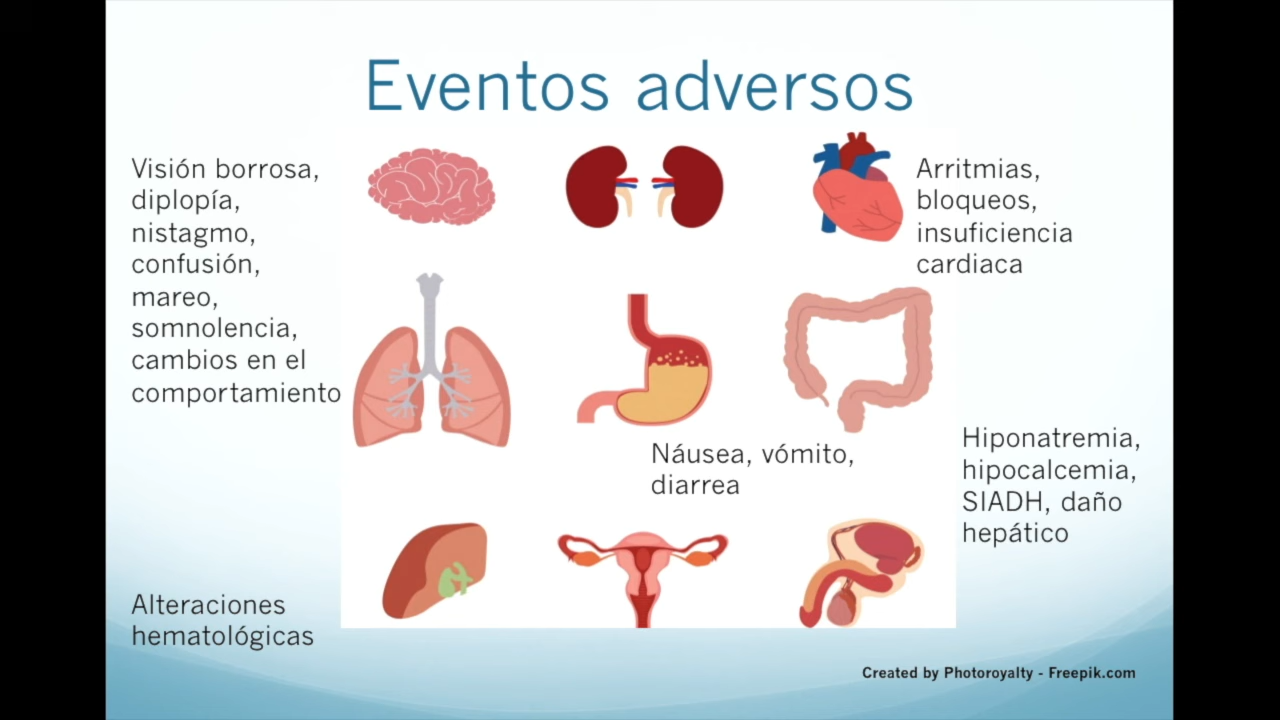 Eventos adversos
Visión borrosa,
diplopía,
nistagmo,
confusión,
mareo,
somnolencia,
cambios en el
comportamiento
Arritmias,
bloqueos,
insuficiencia
cardiaca
Náusea, vómito,
diarrea
Hiponatremia,
hipocalcemia,
SIADH, daño
hepático
Alteraciones
hematológicas
Created by Photoroyalty - Freepik.com